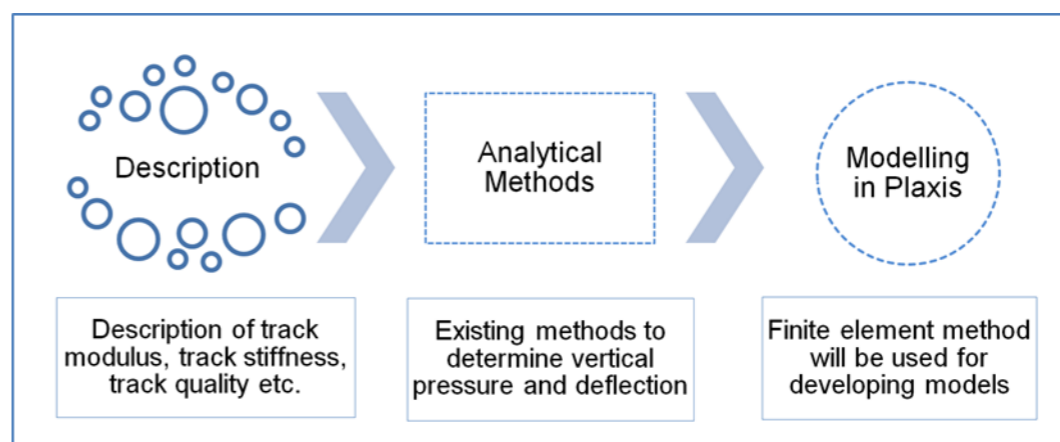 Description
Analytical
Methods
Modelling
in Plaxis
Description of track
modulus, track stiffness,
track quality etc.
Existing methods to
determine vertical
pressure and deflection
Finite element method
will be used for
developing models